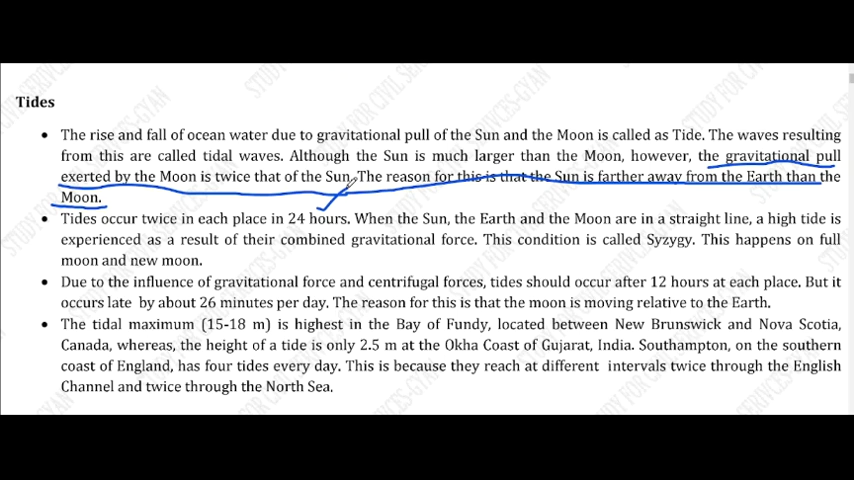 Tides
• The rise and fall of ocean water due to gravitational pull of the Sun and the Moon is called as Tide. The waves resulting
from this are called tidal waves. Although the Sun is much larger than the Moon, however, the gravitational pull
exerted by the Moon is twice that of the Sun. The reason for this is that the Sun is farther away from the Earth than the
Moon.
• Tides occur twice in each place in 24 hours. When the Sun, the Earth and the Moon are in a straight line, a high tide is
experienced as a result of their combined gravitational force. This condition is called Syzygy. This happens on full
moon and new moon.
• Due to the influence of gravitational force and centrifugal forces, tides should occur after 12 hours at each place. But it
occurs late by about 26 minutes per day. The reason for this is that the moon is moving relative to the Earth.
• The tidal maximum (15-18 m) is highest in the Bay of Fundy, located between New Brunswick and Nova Scotia,
Canada, whereas, the height of a tide is only 2.5 m at the Okha Coast of Gujarat, India. Southampton, on the southern
coast of England, has four tides every day. This is because they reach at different intervals twice through the English
Channel and twice through the North Sea.